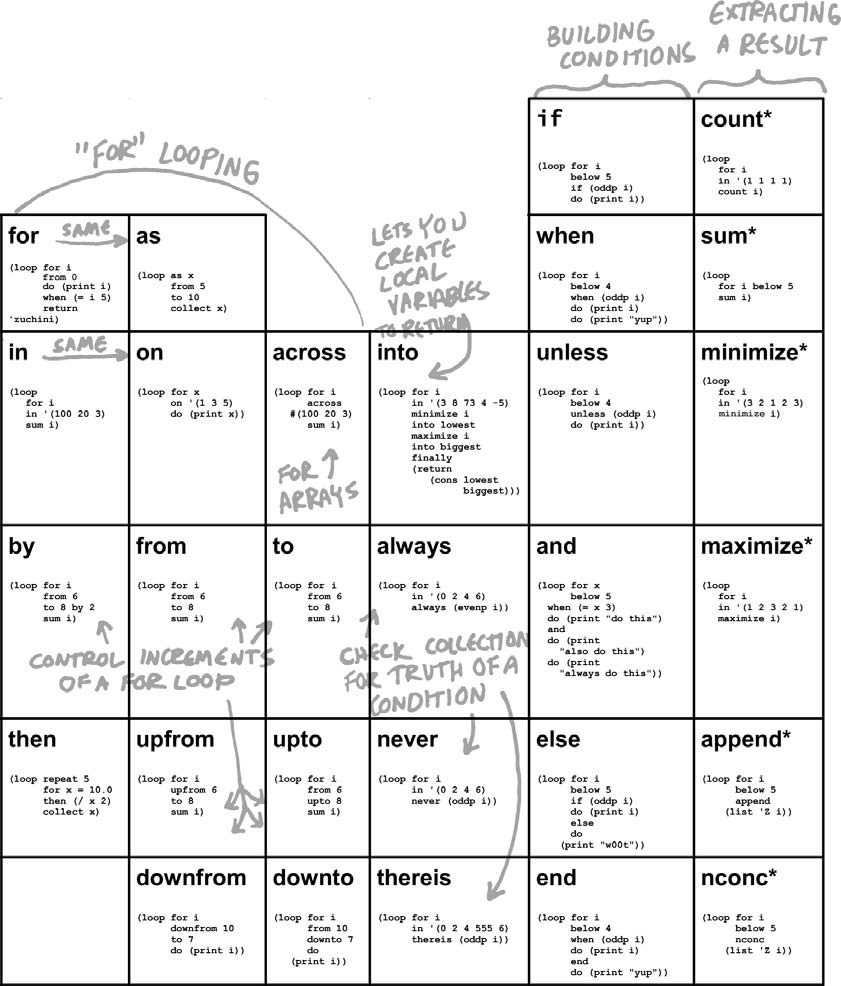 BUILDING
CONDITIONS
EXTRACTING
A RESULT
if
(loop for i
below 5
if (oddp i)
do (print i))
count*
(loop
for i
in '(1 1 1 1)
count i)
"FOR" LOOPING
for
SAME
(loop for i
from 0
do (print i)
when (= i 5)
return
'zuchini)
as
(loop as x
from 5
to 10
collect x)
LETS YOU
CREATE
LOCAL
VARIABLES
TO RETURN
when
(loop for i
below 4
when (oddp i)
do (print i)
do (print "yup"))
sum*
(loop
for i below 5
sum i)
in
SAME
(loop
for i
in '(100 20 3)
sum i)
on
(loop for x
on '(1 3 5)
do (print x))
across
(loop for i
across
#(100 20 3)
sum i)
FOR
ARRAYS
into
(loop for i
in '(3 8 73 4 -5)
minimize i
into lowest
maximize i
into biggest
finally
(return
(cons lowest
biggest)))
unless
(loop for i
below 4
unless (oddp i)
do (print i))
minimize*
(loop
for i
in '(3 2 1 2 3)
minimize i)
by
(loop for i
from 6
to 8 by 2
sum i)
from
(loop for i
from 6
to 8
sum i)
to
(loop for i
from 6
to 8
sum i)
CONTROL INCREMENTS
OF A FOR LOOP
always
(loop for i
in '(0 2 4 6)
always (evenp i))
CHECK COLLECTION
FOR TRUTH OF A
CONDITION
and
(loop for x
below 5
when (= x 3)
do (print "do this")
and
do (print
"also do this")
do (print
"always do this"))
maximize*
(loop
for i
in '(1 2 3 2 1)
maximize i)
then
(loop repeat 5
for x = 10.0
then (/ x 2)
collect x)
upfrom
(loop for i
upfrom 6
to 8
sum i)
upto
(loop for i
from 6
upto 8
sum i)
never
(loop for i
in '(0 2 4 6)
never (oddp i))
else
(loop for i
below 5
if (oddp i)
do (print i)
else
do
(print "w00t"))
append*
(loop for i
below 5
append
(list 'Z i))
downfrom
(loop for i
downfrom 10
to 7
do (print i))
downto
(loop for i
from 10
downto 7
do
(print i))
thereis
(loop for i
in '(0 2 4 555 6)
thereis (oddp i))
end
(loop for i
below 4
when (oddp i)
do (print i)
end
do (print "yup"))
nconc*
(loop for i
below 5
nconc
(list 'Z i))